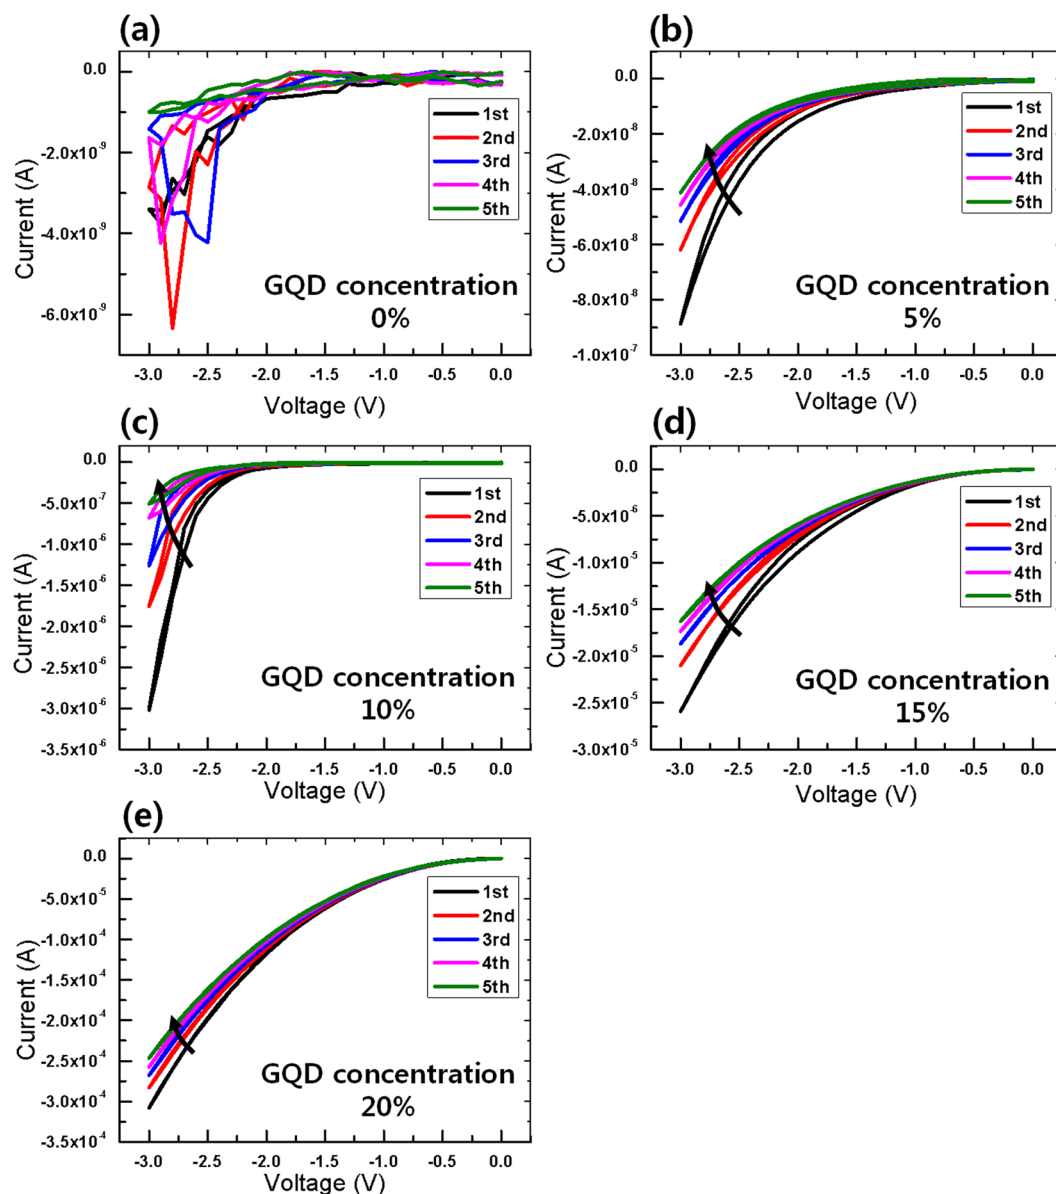 (a)
0.0
-2.0x10⁻⁹
-4.0x10⁻⁹
-6.0x10⁻⁹
Current (A)
1st
2nd
3rd
4th
5th
GQD concentration
0%
-3.0 -2.5 -2.0 -1.5 -1.0 -0.5 0.0
Voltage (V)
(b)
0.0
-2.0x10⁻⁸
-4.0x10⁻⁸
-6.0x10⁻⁸
-8.0x10⁻⁸
-1.0x10⁻⁷
Current (A)
1st
2nd
3rd
4th
5th
GQD concentration
5%
-3.0 -2.5 -2.0 -1.5 -1.0 -0.5 0.0
Voltage (V)
(c)
0.0
-5.0x10⁻⁷
-1.0x10⁻⁶
-1.5x10⁻⁶
-2.0x10⁻⁶
-2.5x10⁻⁶
-3.0x10⁻⁶
-3.5x10⁻⁶
Current (A)
1st
2nd
3rd
4th
5th
GQD concentration
10%
-3.0 -2.5 -2.0 -1.5 -1.0 -0.5 0.0
Voltage (V)
(d)
0.0
-5.0x10⁻⁶
-1.0x10⁻⁵
-1.5x10⁻⁵
-2.0x10⁻⁵
-2.5x10⁻⁵
-3.0x10⁻⁵
Current (A)
1st
2nd
3rd
4th
5th
GQD concentration
15%
-3.0 -2.5 -2.0 -1.5 -1.0 -0.5 0.0
Voltage (V)
(e)
0.0
-5.0x10⁻⁵
-1.0x10⁻⁴
-1.5x10⁻⁴
-2.0x10⁻⁴
-2.5x10⁻⁴
-3.0x10⁻⁴
-3.5x10⁻⁴
Current (A)
1st
2nd
3rd
4th
5th
GQD concentration
20%
-3.0 -2.5 -2.0 -1.5 -1.0 -0.5 0.0
Voltage (V)